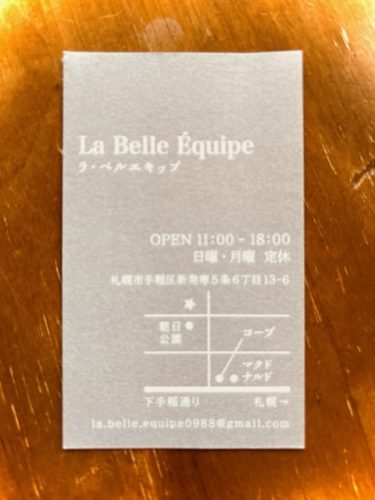 La Belle Équipe
ラ・ベルエキップ
OPEN 11:00 - 18:00
日曜・月曜 定休
札幌市手稲区新発寒5条6丁目13-6
朝日
公園
コープ
マクド
ナルド
下手稲通り
札幌→
la.belle.equipe0988@gmail.com